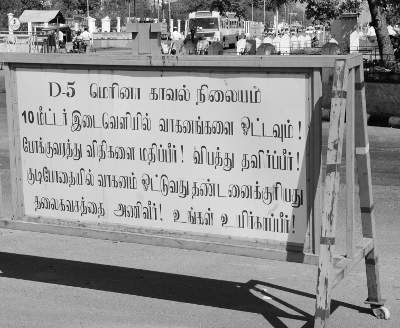 D-5 மெரினா காவல் நிலையம்
10 மீட்டர் இடைவெளியில் வாகனங்களை ஓட்டவும் !
போக்குவரத்து விதிகளை மதிப்பீர் ! விபத்து தவிர்ப்பீர் !
குடிபோதையில் வாகனம் ஓட்டுவது தண்டனைக்குரியது
தலைகவசத்தை அணிவீர் ! உங்கள் உயிர்காப்பீர் !